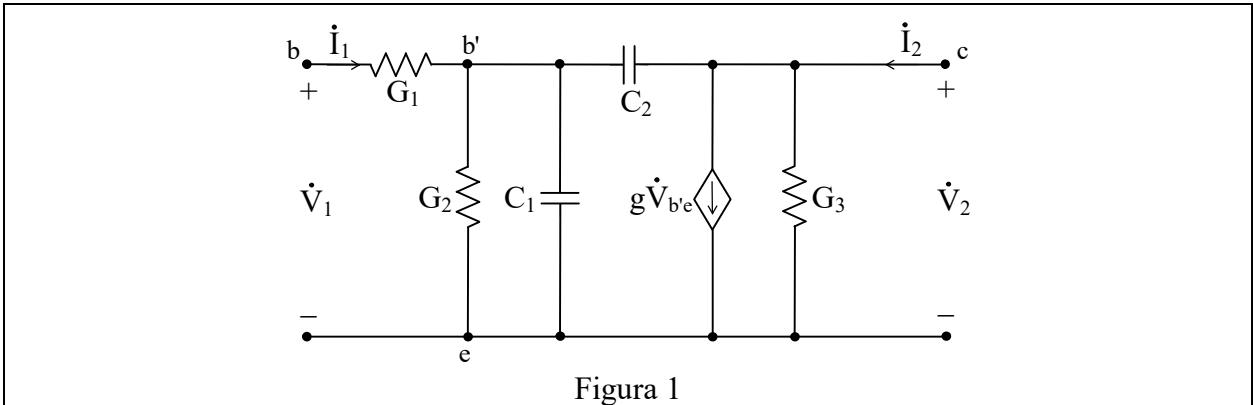 b İ₁ b' İ₂ c
+ G₁ C₂ +
V̇₁ G₂ C₁ gV̇b'e G₃ V̇₂
– e –
Figura 1